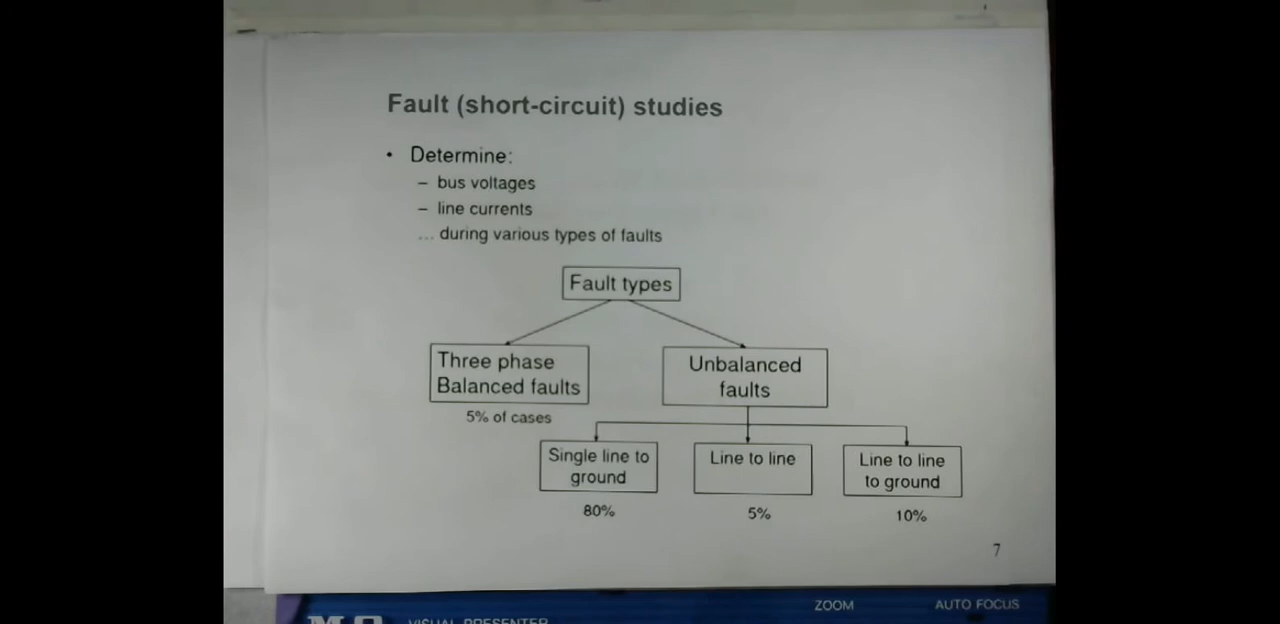 Fault (short-circuit) studies
• Determine:
– bus voltages
– line currents
... during various types of faults
Fault types
Three phase
Balanced faults
Unbalanced
faults
5% of cases
Single line to
ground
Line to line
Line to line
to ground
80%
5%
10%
7
ZOOM
AUTO FOCUS
VISUAL PRESENTER